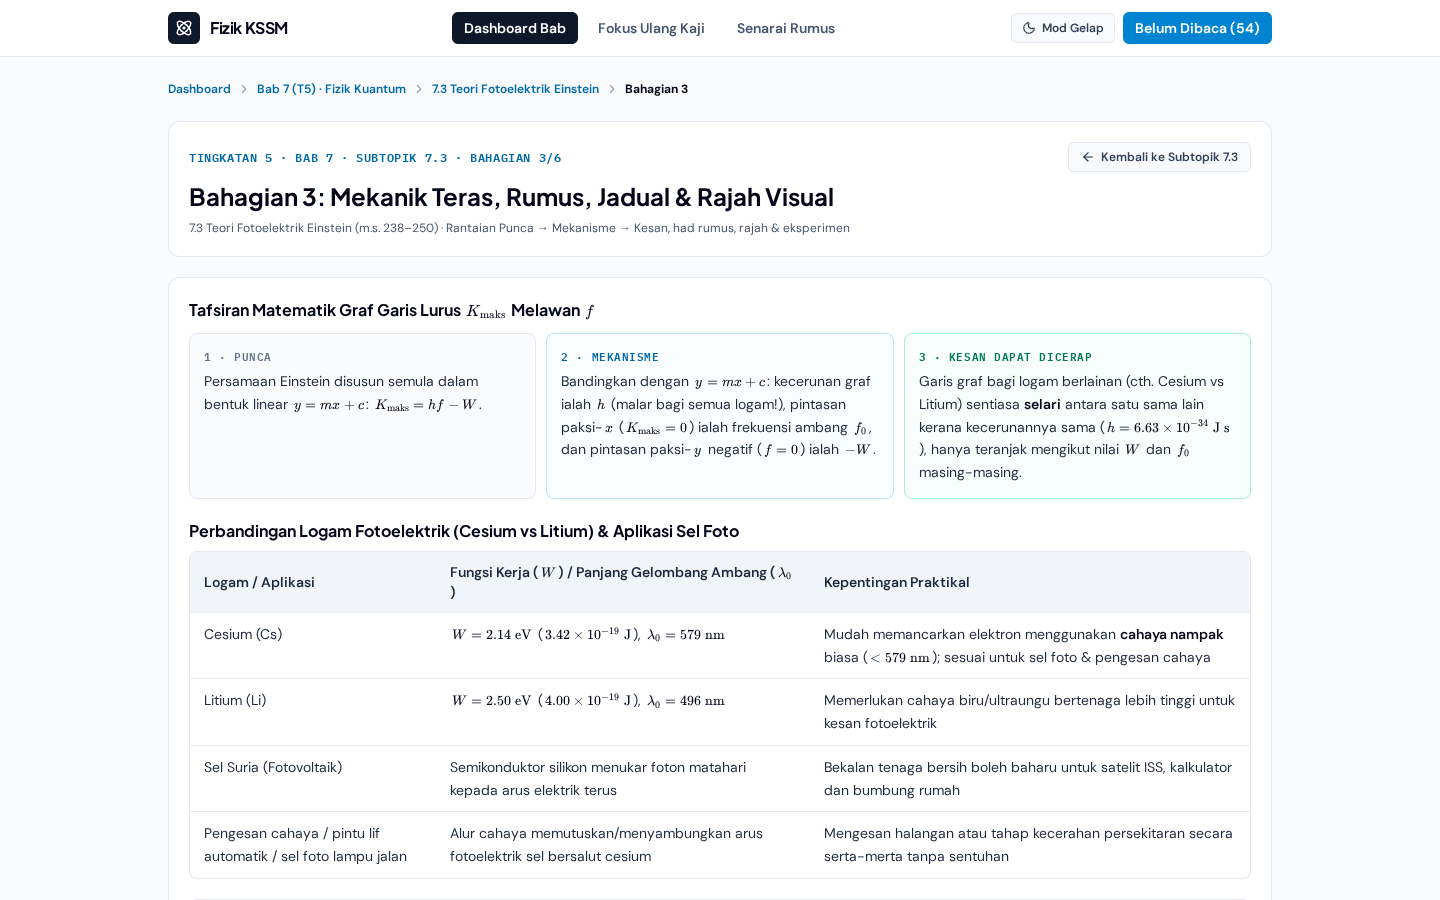 Fizik KSSM
Dashboard Bab
Fokus Ulang Kaji
Senarai Rumus
Mod Gelap
Belum Dibaca (54)
Dashboard > Bab 7 (T5) · Fizik Kuantum > 7.3 Teori Fotoelektrik Einstein > Bahagian 3
TINGKATAN 5 · BAB 7 · SUBTOPIK 7.3 · BAHAGIAN 3/6
← Kembali ke Subtopik 7.3
Bahagian 3: Mekanik Teras, Rumus, Jadual & Rajah Visual
7.3 Teori Fotoelektrik Einstein (m.s. 238–250) · Rantaian Punca → Mekanisme → Kesan, had rumus, rajah & eksperimen
Tafsiran Matematik Graf Garis Lurus K_maks Melawan f
1 · PUNCA
Persamaan Einstein disusun semula dalam
bentuk linear y = mx + c: K_maks = hf − W.
2 · MEKANISME
Bandingkan dengan y = mx + c: kecerunan graf
ialah h (malar bagi semua logam!), pintasan
paksi-x (K_maks = 0) ialah frekuensi ambang f₀,
dan pintasan paksi-y negatif (f = 0) ialah −W.
3 · KESAN DAPAT DICERAP
Garis graf bagi logam berlainan (cth. Cesium vs
Litium) sentiasa selari antara satu sama lain
kerana kecerunannya sama (h = 6.63 × 10⁻³⁴ J s
), hanya teranjak mengikut nilai W dan f₀
masing-masing.
Perbandingan Logam Fotoelektrik (Cesium vs Litium) & Aplikasi Sel Foto
Logam / Aplikasi
Fungsi Kerja (W) / Panjang Gelombang Ambang (λ₀
)
Kepentingan Praktikal
Cesium (Cs)
W = 2.14 eV (3.42 × 10⁻¹⁹ J), λ₀ = 579 nm
Mudah memancarkan elektron menggunakan cahaya nampak
biasa (< 579 nm); sesuai untuk sel foto & pengesan cahaya
Litium (Li)
W = 2.50 eV (4.00 × 10⁻¹⁹ J), λ₀ = 496 nm
Memerlukan cahaya biru/ultraungu bertenaga lebih tinggi untuk
kesan fotoelektrik
Sel Suria (Fotovoltaik)
Semikonduktor silikon menukar foton matahari
kepada arus elektrik terus
Bekalan tenaga bersih boleh baharu untuk satelit ISS, kalkulator
dan bumbung rumah
Pengesan cahaya / pintu lif
automatik / sel foto lampu jalan
Alur cahaya memutuskan/menyambungkan arus
fotoelektrik sel bersalut cesium
Mengesan halangan atau tahap kecerahan persekitaran secara
serta-merta tanpa sentuhan